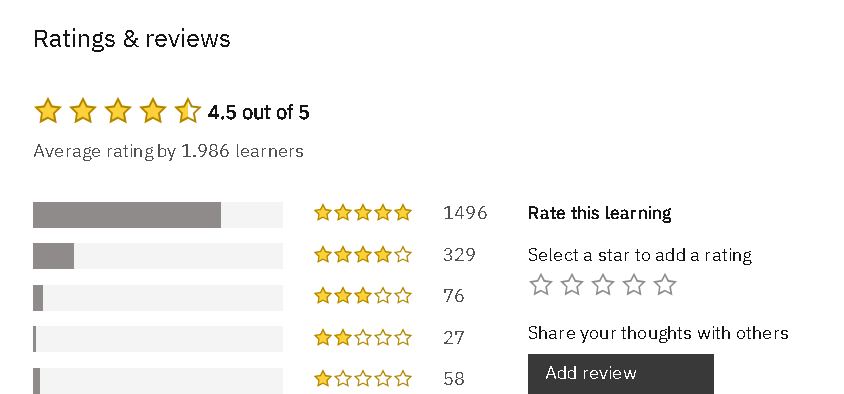 Ratings & reviews
4.5 out of 5
Average rating by 1.986 learners
1496
329
76
27
58
Rate this learning
Select a star to add a rating
Share your thoughts with others
Add review